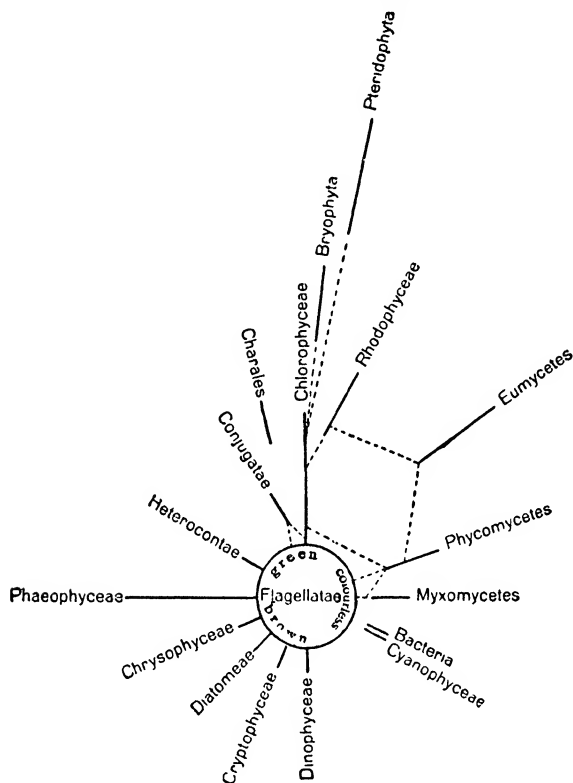 Pteridophyta
Bryophyta
Chlorophyceae
Rhodophyceae
Charales
Eumycetes
Conjugatae
Heterocontae
Phycomycetes
green
Phaeophyceae
Flagellatae
colourless
Myxomycetes
brown
Chrysophyceae
Bacteria
Cyanophyceae
Diatomeae
Cryptophyceae
Dinophyceae